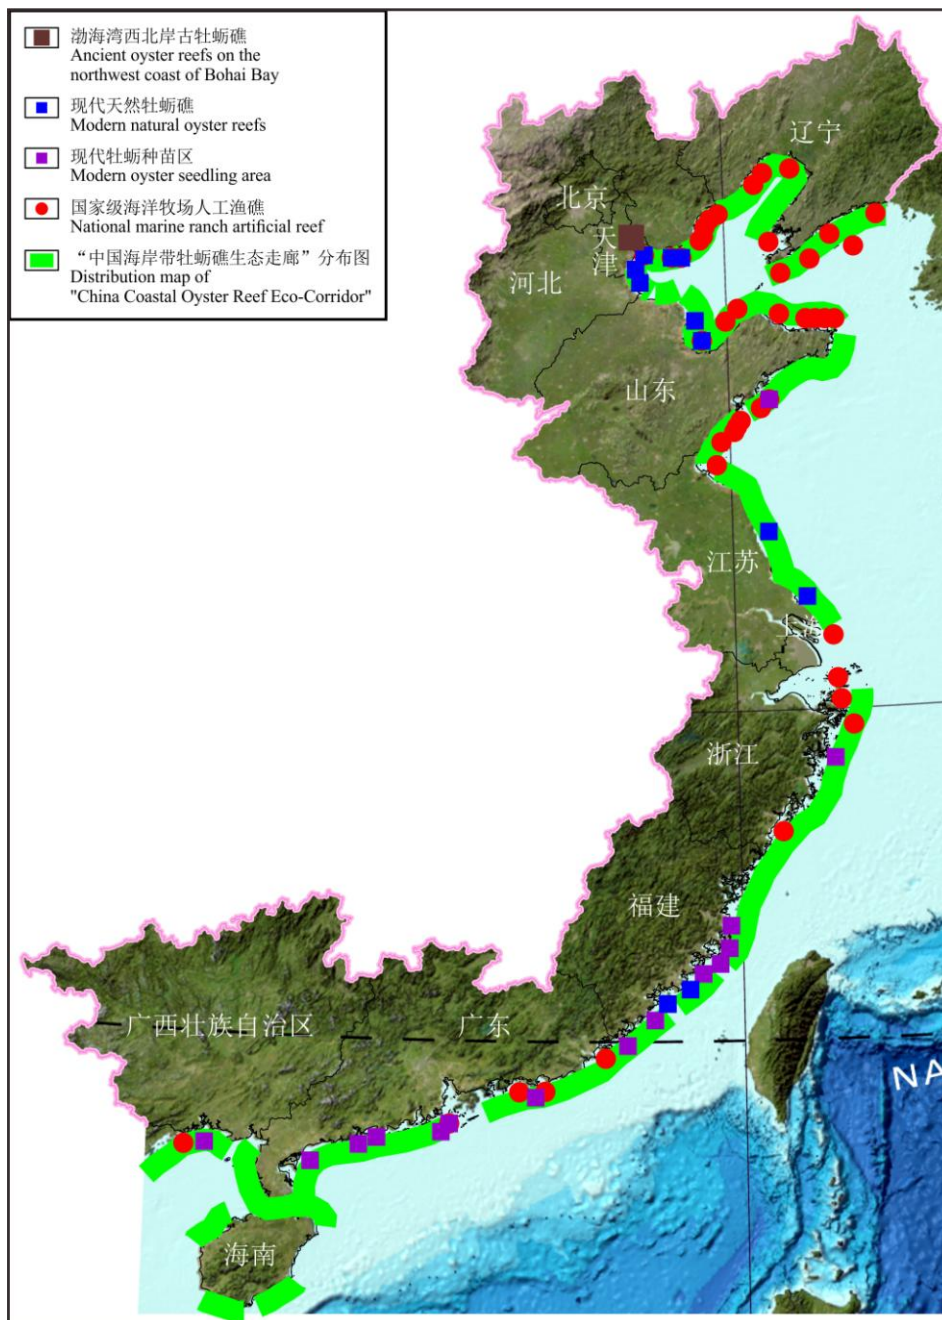 渤海湾西北岸古牡蛎礁
Ancient oyster reefs on the
northwest coast of Bohai Bay
现代天然牡蛎礁
Modern natural oyster reefs
现代牡蛎种苗区
Modern oyster seedling area
国家级海洋牧场人工渔礁
National marine ranch artificial reef
“中国海岸带牡蛎礁生态走廊”分布图
Distribution map of
"China Coastal Oyster Reef Eco-Corridor"
辽宁
北京
天津
河北
山东
江苏
上海
浙江
福建
广西壮族自治区
广东
NA
海南